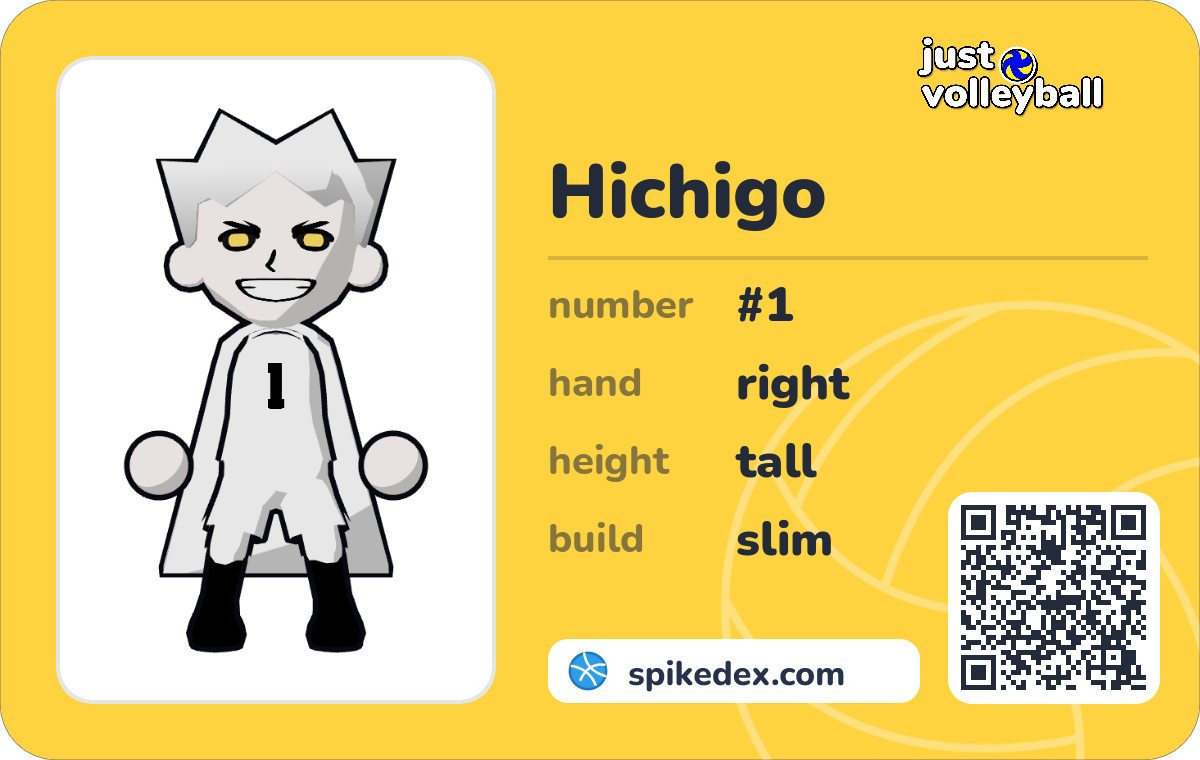 just
volleyball
Hichigo
number #1
hand right
height tall
build slim
1
spikedex.com